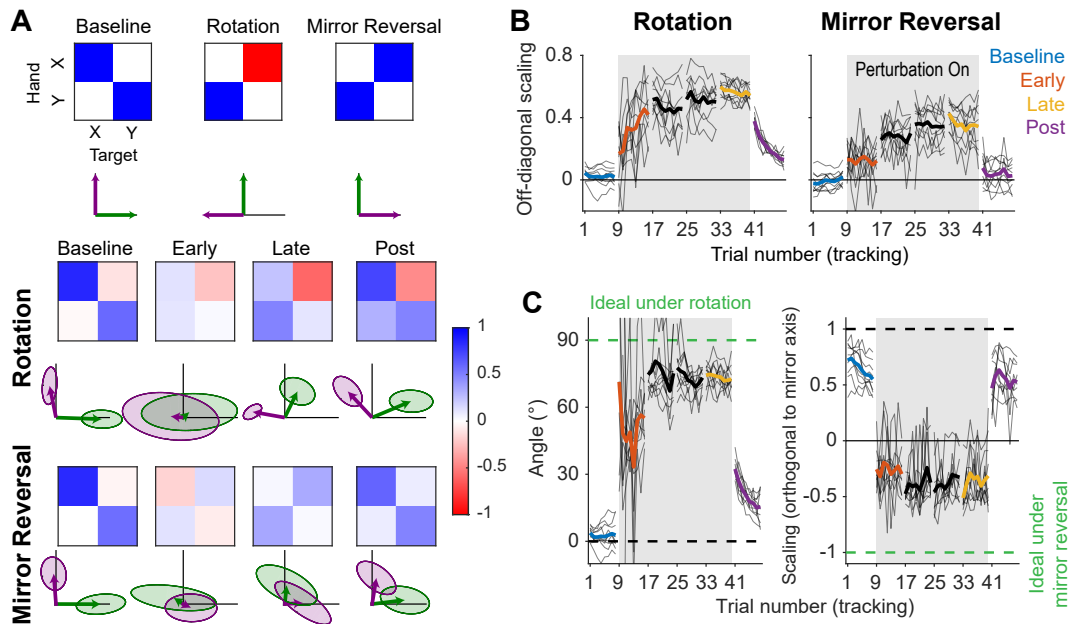 A
Baseline
Rotation
Mirror Reversal
Hand
X
Y
X
Y
Target
Rotation
Baseline
Early
Late
Post
1
0.5
0
-0.5
-1
Mirror Reversal
B
Rotation
Mirror Reversal
Off-diagonal scaling
0.8
0.4
0
1 9 17 25 33 41
Perturbation On
1 9 17 25 33 41
Baseline
Early
Late
Post
Trial number (tracking)
C
Ideal under rotation
Angle (°)
90
60
30
0
1 9 17 25 33 41
Scaling (orthogonal to mirror axis)
1
0.5
0
-0.5
-1
1 9 17 25 33 41
Ideal under
mirror reversal
Trial number (tracking)